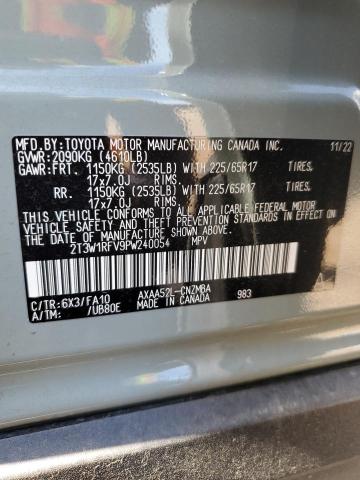 MFD.BY:TOYOTA MOTOR MANUFACTURING CANADA INC. 11/22
GVWR:2090KG (4610LB)
GAWR:FRT. 1150KG (2535LB) WITH 225/65R17 TIRES.
17x7.0J RIMS.
RR. 1150KG (2535LB) WITH 225/65R17 TIRES.
17x7.0J RIMS.
THIS VEHICLE CONFORMS TO ALL APPLICABLE FEDERAL MOTOR
VEHICLE SAFETY STANDARDS IN EFFECT ON THE DATE OF
MANUFACTURE SHOWN ABOVE.
2T3W1RFV9PW240054 MPV
C/TR:6X3/FA10 AXAA52L-CNZMBA 983
A/TM: /UB80E MADE IN CANADA